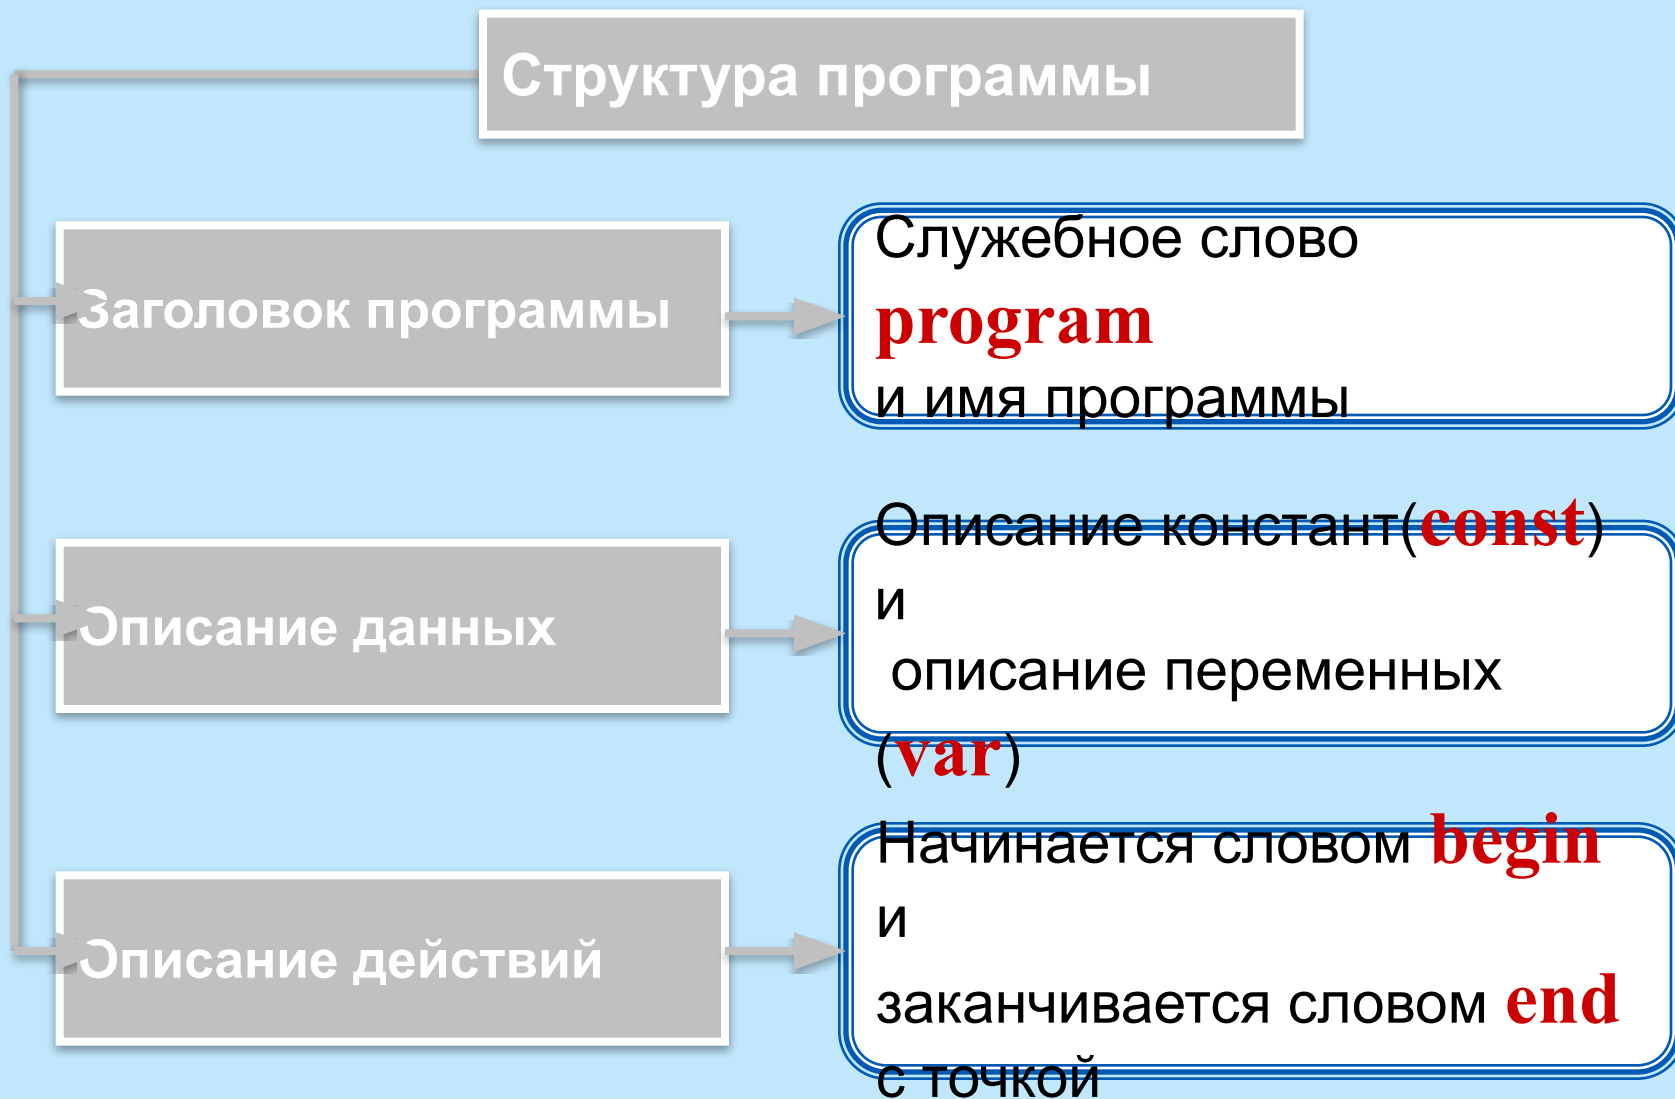 Структура программы
Заголовок программы
Служебное слово
program
и имя программы
Описание данных
Описание констант(const)
и
описание переменных
(var)
Описание действий
Начинается словом begin
и
заканчивается словом end
с точкой